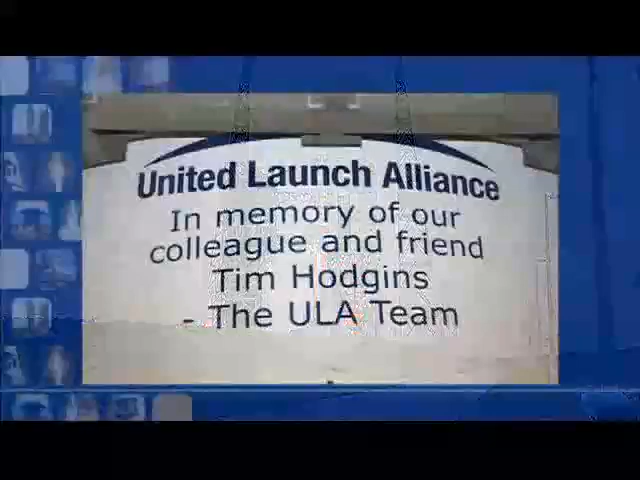 United Launch Alliance
In memory of our
colleague and friend
Tim Hodgins
- The ULA Team